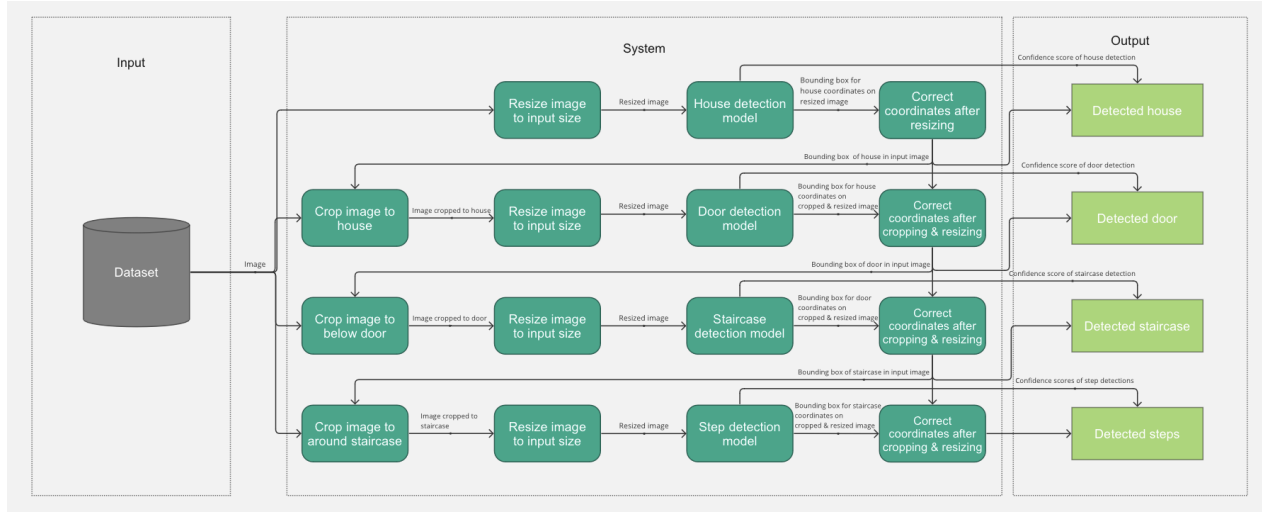 Input
System
Output
Confidence score of house detection
Resize image
to input size
Resized image
House detection
model
Bounding box for
house coordinates on
resized image
Correct
coordinates after
resizing
Detected house
Bounding box  of house in input image
Confidence score of door detection
Crop image to
house
Image cropped to house
Resize image
to input size
Resized image
Door detection
model
Bounding box for house
coordinates on
cropped & resized image
Correct
coordinates after
cropping & resizing
Detected door
Dataset
Image
Bounding box of door in input image
Confidence score of staircase detection
Crop image to
below door
Image cropped to door
Resize image
to input size
Resized image
Staircase
detection model
Bounding box for door
coordinates on
cropped & resized image
Correct
coordinates after
cropping & resizing
Detected staircase
Bounding box of staircase in input image
Confidence scores of step detections
Crop image to
around staircase
Image cropped to
staircase
Resize image
to input size
Resized image
Step detection
model
Bounding box for staircase
coordinates on
cropped & resized image
Correct
coordinates after
cropping & resizing
Detected steps